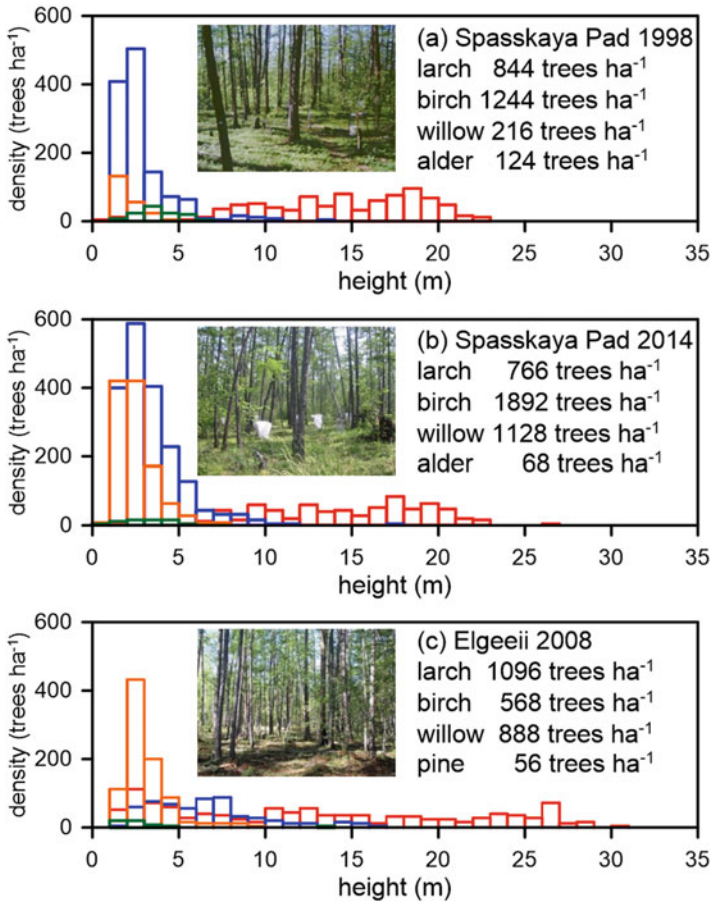 (a) Spasskaya Pad 1998
larch 844 trees ha⁻¹
birch 1244 trees ha⁻¹
willow 216 trees ha⁻¹
alder 124 trees ha⁻¹
density (trees ha⁻¹)
600
400
200
0
0 5 10 15 20 25 30 35
height (m)
(b) Spasskaya Pad 2014
larch 766 trees ha⁻¹
birch 1892 trees ha⁻¹
willow 1128 trees ha⁻¹
alder 68 trees ha⁻¹
density (trees ha⁻¹)
600
400
200
0
0 5 10 15 20 25 30 35
height (m)
(c) Elgeeii 2008
larch 1096 trees ha⁻¹
birch 568 trees ha⁻¹
willow 888 trees ha⁻¹
pine 56 trees ha⁻¹
density (trees ha⁻¹)
600
400
200
0
0 5 10 15 20 25 30 35
height (m)